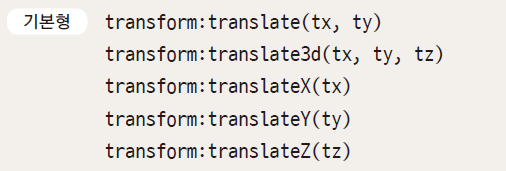 기본형 transform:translate(tx, ty)
transform:translate3d(tx, ty, tz)
transform:translateX(tx)
transform:translateY(ty)
transform:translateZ(tz)